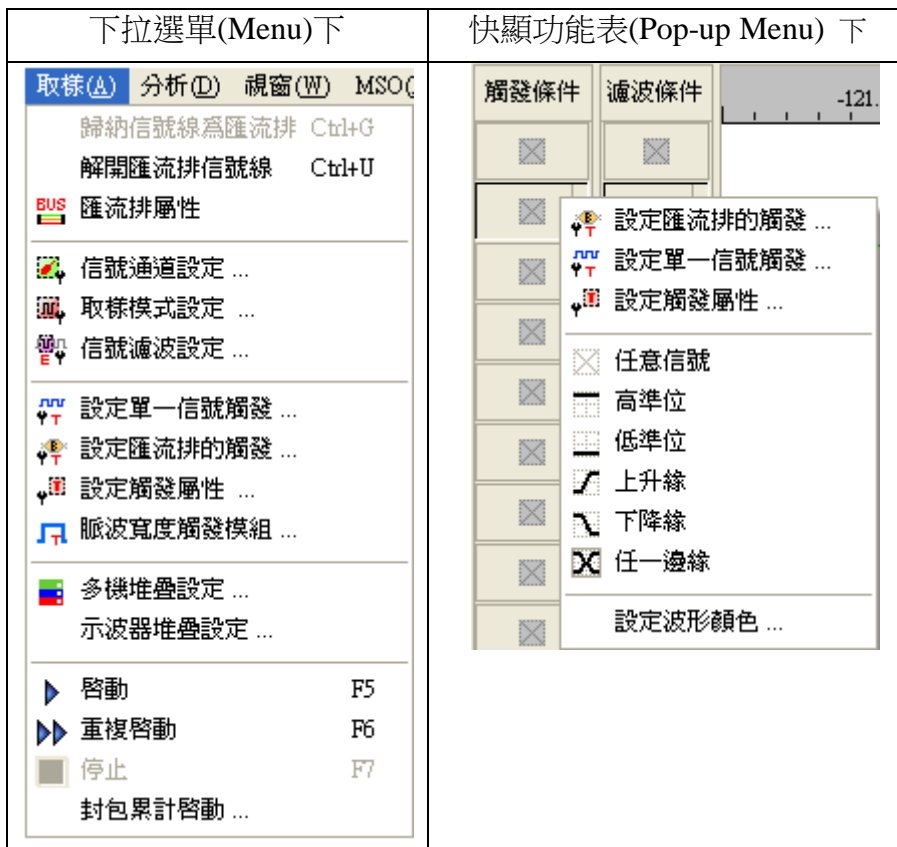 下拉選單(Menu)下
快顯功能表(Pop-up Menu) 下
取樣(A) 分析(D) 視窗(W) MSO(
歸納信號線為匯流排 Ctrl+G
解開匯流排信號線 Ctrl+U
BUS 匯流排屬性
信號通道設定 ...
取樣模式設定 ...
信號濾波設定 ...
設定單一信號觸發 ...
設定匯流排的觸發 ...
設定觸發屬性 ...
脈波寬度觸發模組 ...
多機堆疊設定 ...
示波器堆疊設定 ...
啓動 F5
重複啓動 F6
停止 F7
封包累計啓動 ...
觸發條件 濾波條件 -121.
設定匯流排的觸發 ...
設定單一信號觸發 ...
設定觸發屬性 ...
任意信號
高準位
低準位
上升緣
下降緣
任一邊緣
設定波形顏色 ...